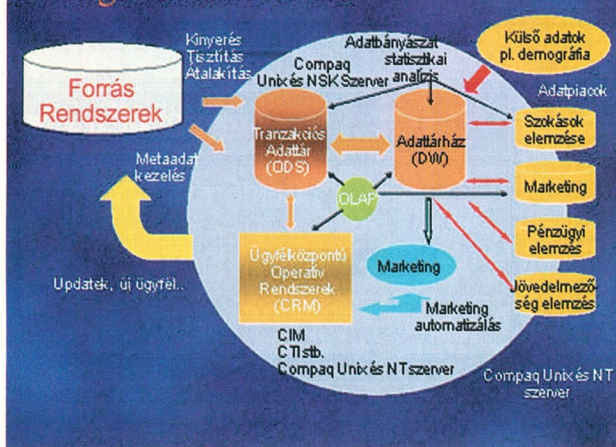 Kinyerés
Tisztítás
Átalakítás
Forrás
Rendszerek
Metaadat
kezelés
Updatek, új ügyfél..
Compaq
Unix és NSK Szerver
Adatbányászat
statisztikai
analízis
Külső adatok
pl. demográfia
Adatpiacok
Tranzakciós
Adattár
(ODS)
Adattárház
(DW)
OLAP
Szokások
elemzése
Marketing
Pénzügyi
elemzés
Jövedelmező-
ség elemzés
Ügyfélközpontú
Operatív
Rendszerek
(CRM)
Marketing
Marketing
automatizálás
CIM
CTI stb.
Compaq Unix és NT szerver
Compaq Unix és NT
szerver